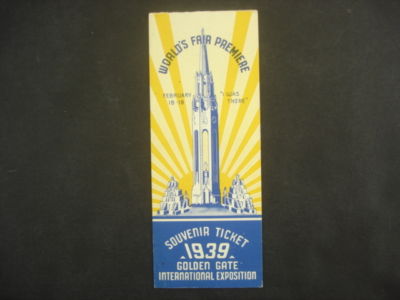 WORLD'S FAIR PREMIERE
FEBRUARY
18-19
"I WAS
THERE"
SOUVENIR TICKET
1939
GOLDEN GATE
INTERNATIONAL EXPOSITION